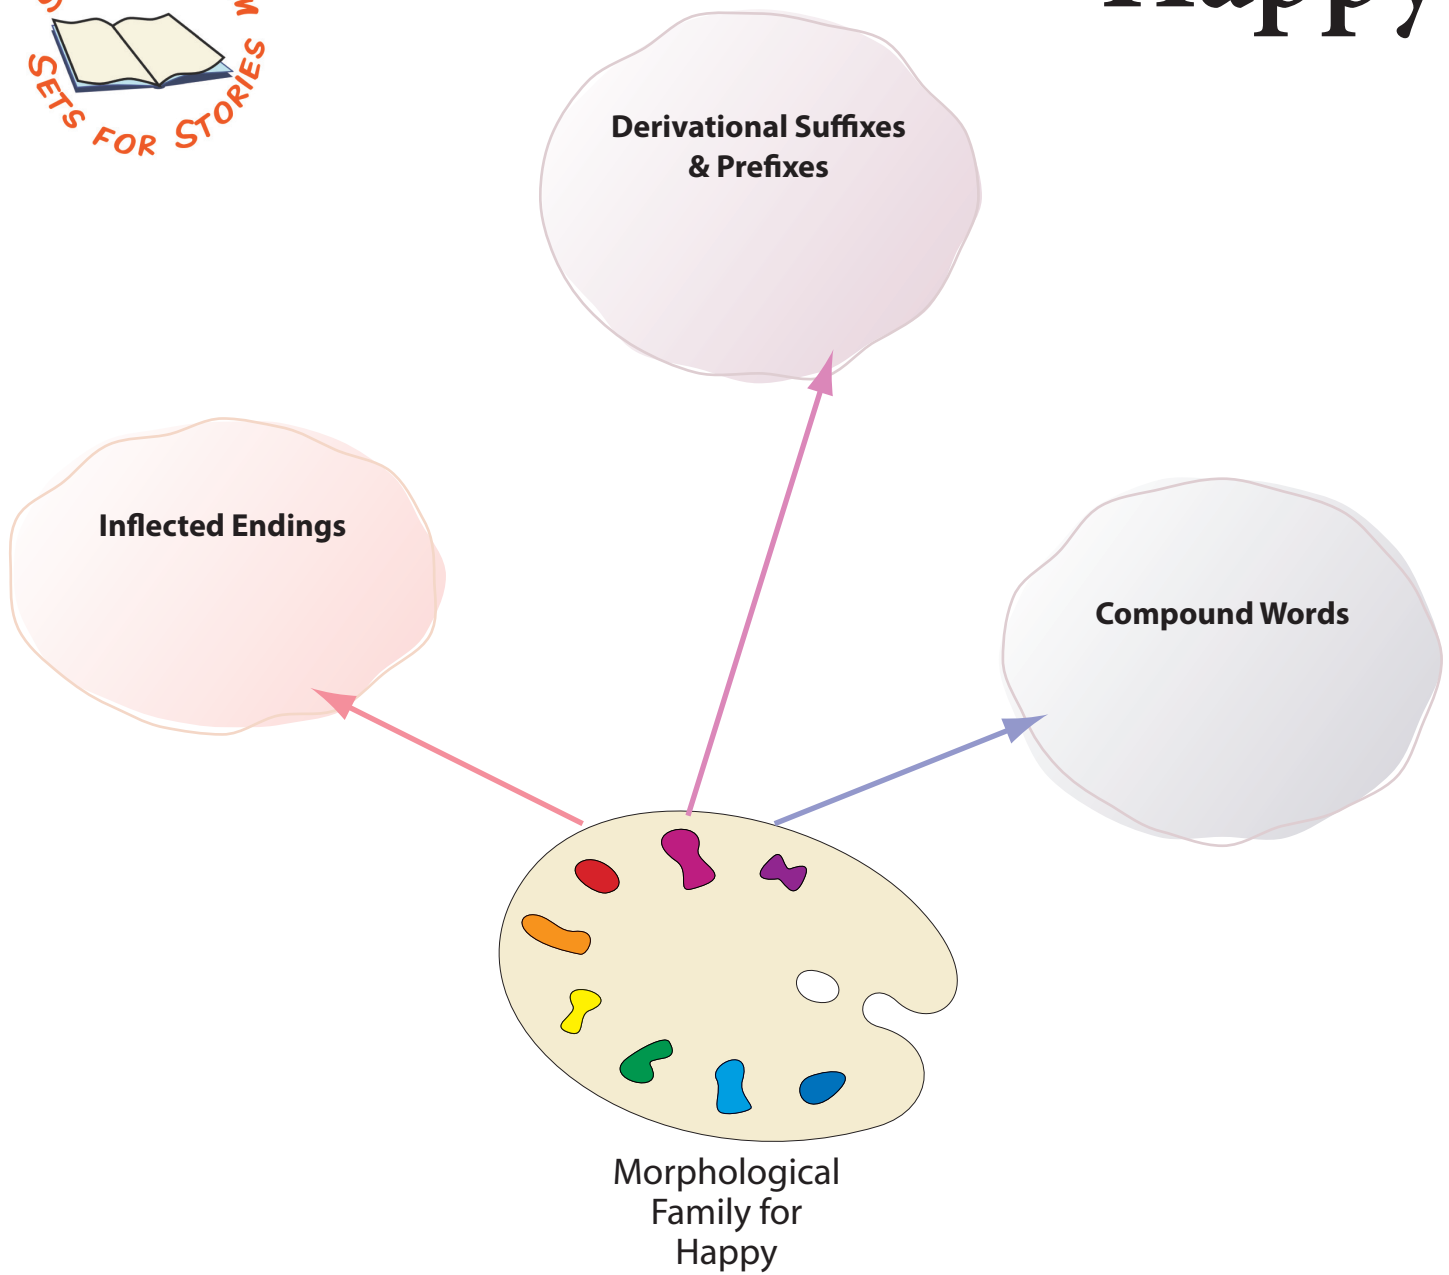 Happy
SETS FOR STORIES
Derivational Suffixes
& Prefixes
Inflected Endings
Compound Words
Morphological
Family for
Happy